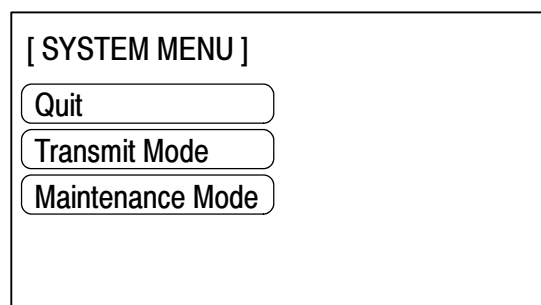 [ SYSTEM MENU ]
Quit
Transmit Mode
Maintenance Mode